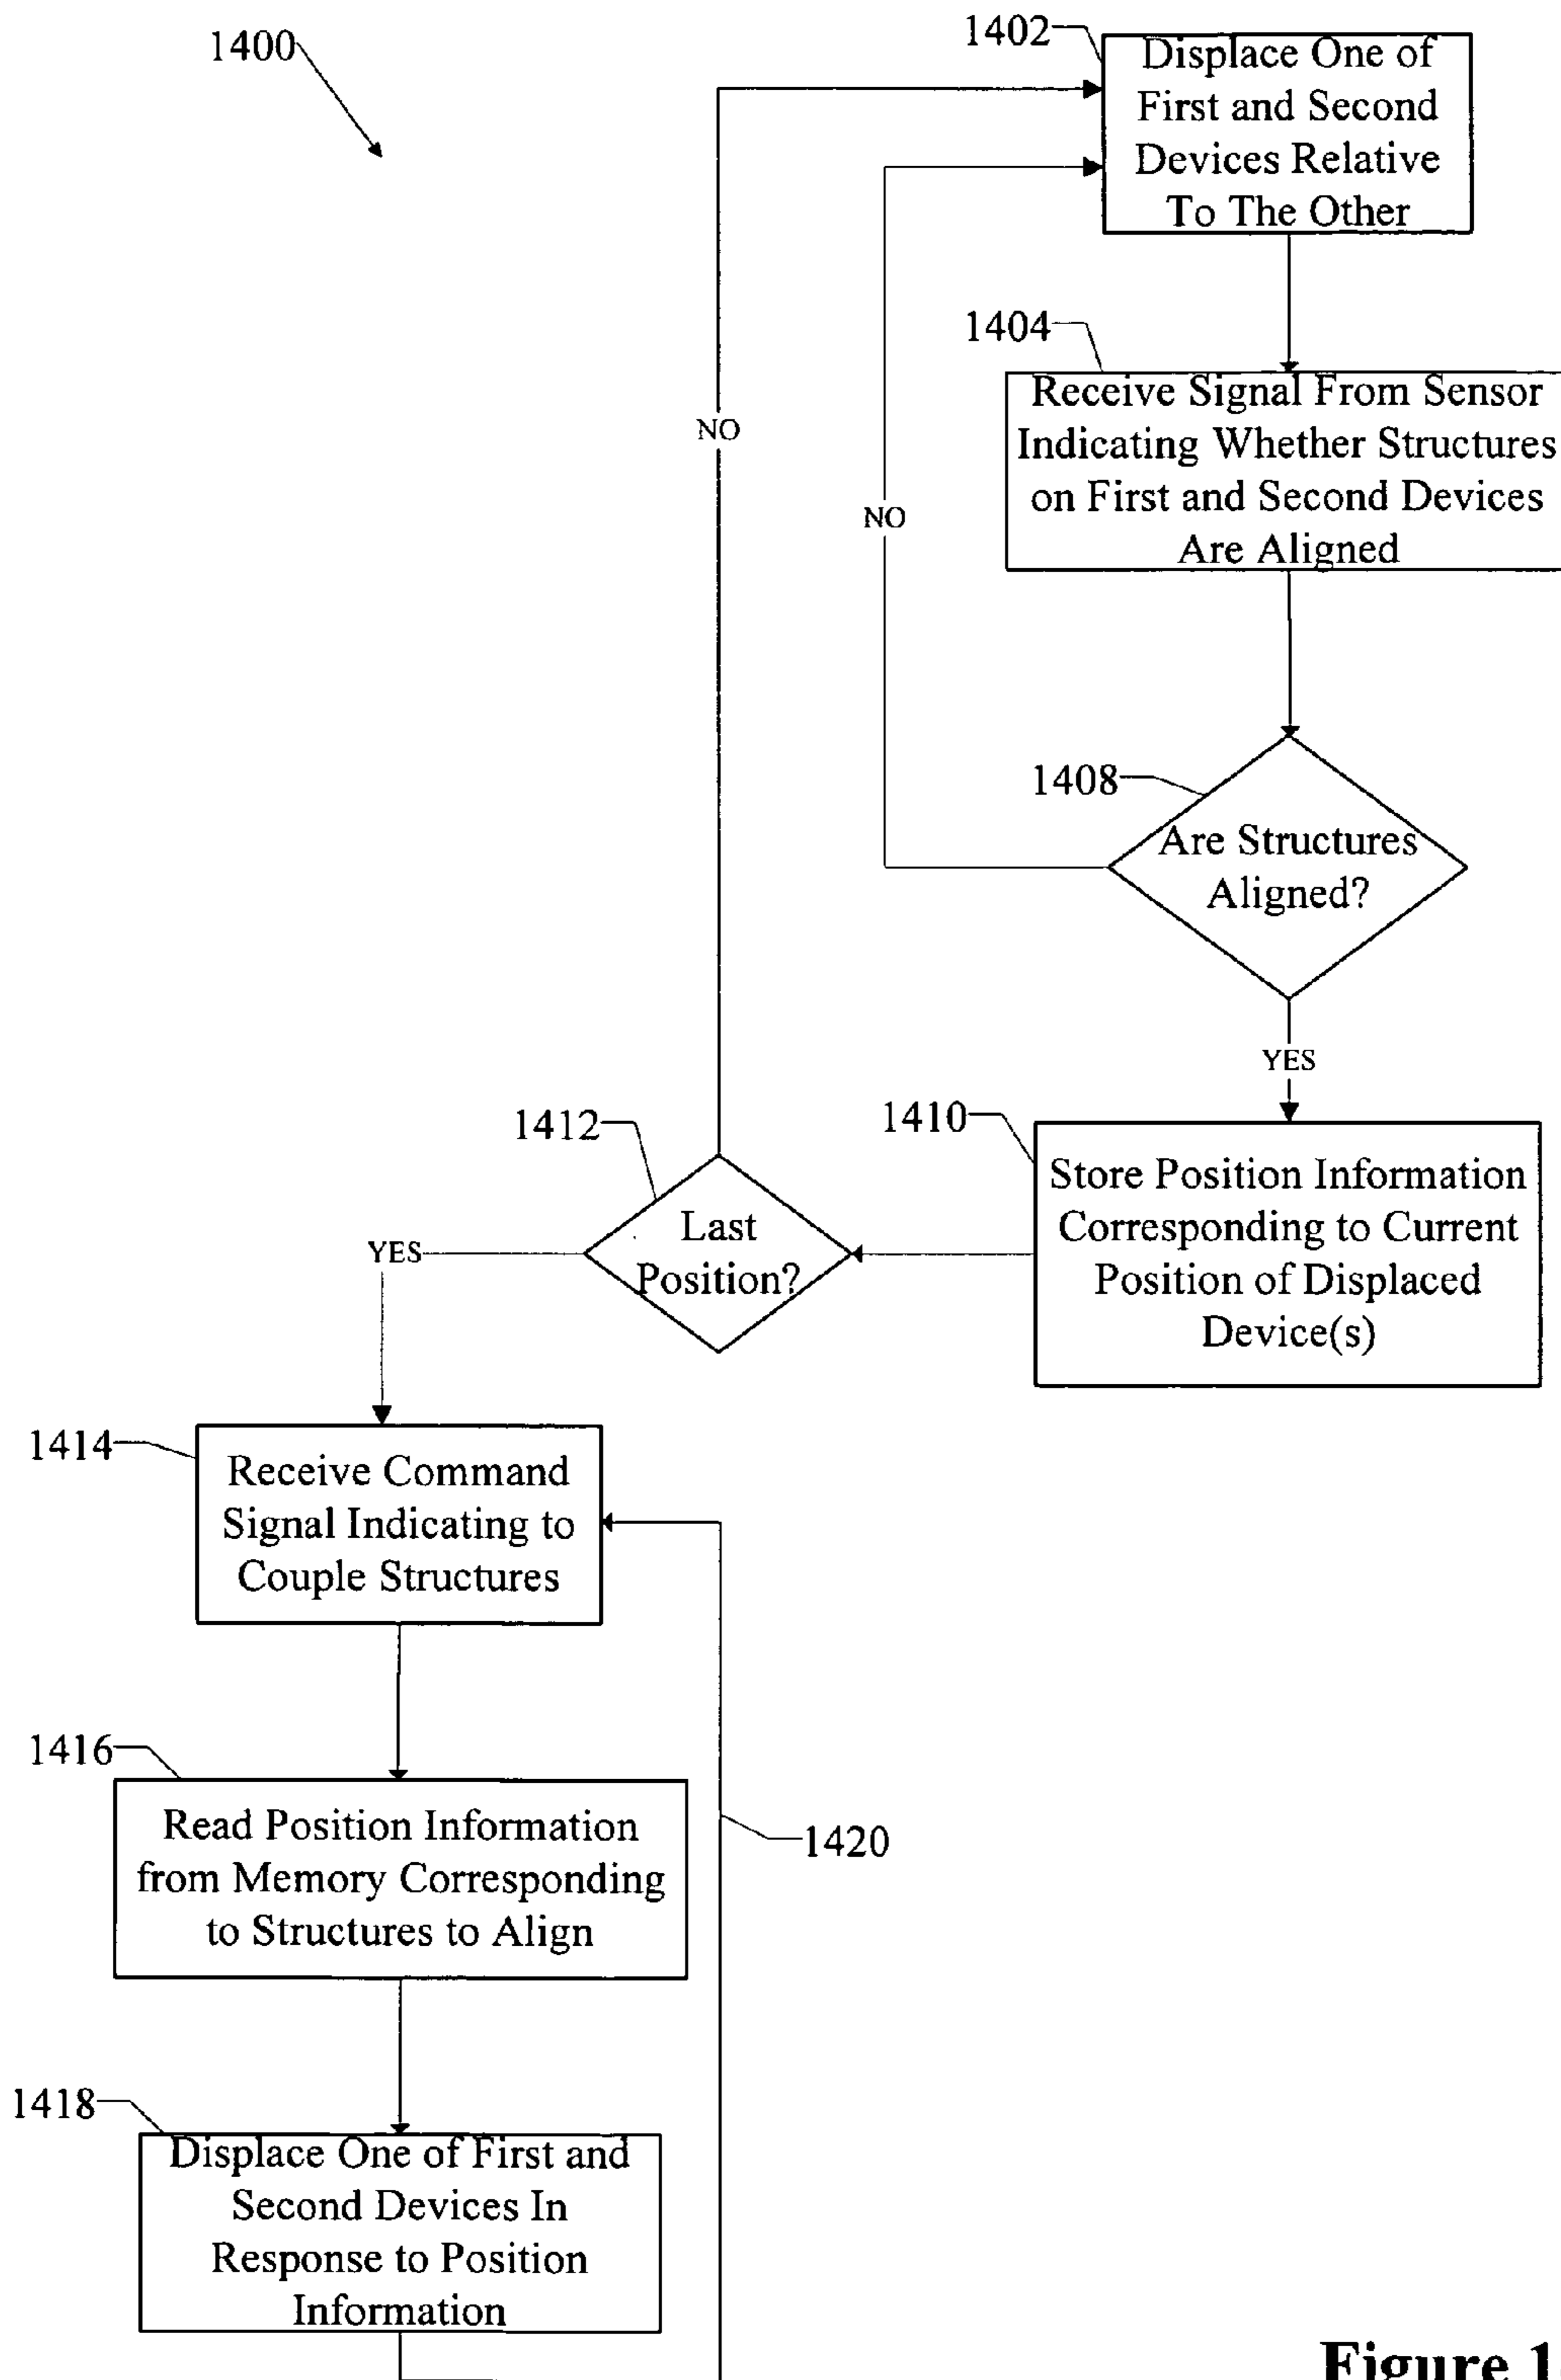 1400
1402
Displace One of
First and Second
Devices Relative
To The Other
1404
Receive Signal From Sensor
Indicating Whether Structures
on First and Second Devices
Are Aligned
NO
NO
1408
Are Structures
Aligned?
YES
1410
Store Position Information
Corresponding to Current
Position of Displaced
Device(s)
1412
Last
Position?
YES
1414
Receive Command
Signal Indicating to
Couple Structures
1416
Read Position Information
from Memory Corresponding
to Structures to Align
1420
1418
Displace One of First and
Second Devices In
Response to Position
Information
Figure 1